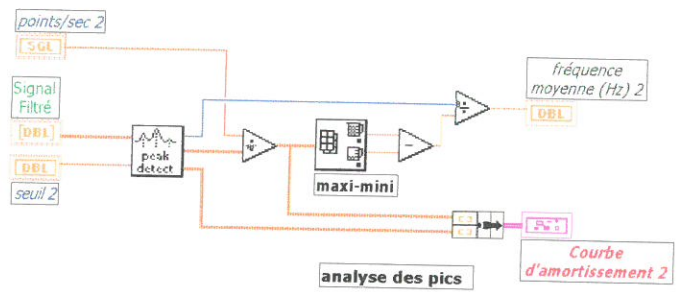 points/sec 2
SGL
Signal
Filtré
[DBL]
DBL
seuil 2
peak
detect
maxi-mini
fréquence
moyenne (Hz) 2
DBL
Courbe
d'amortissement 2
analyse des pics